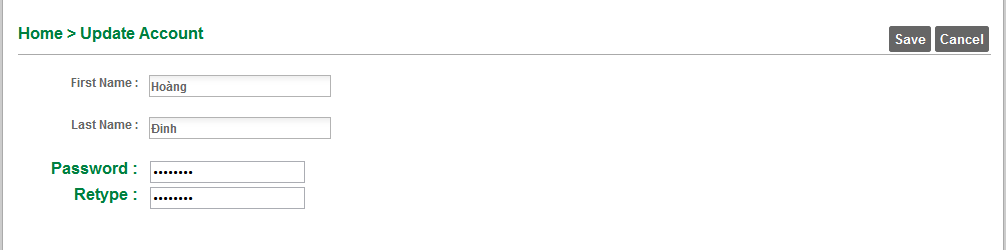 Home > Update Account
Save Cancel
First Name : Hoàng
Last Name : Đinh
Password : ••••••••
Retype : ••••••••